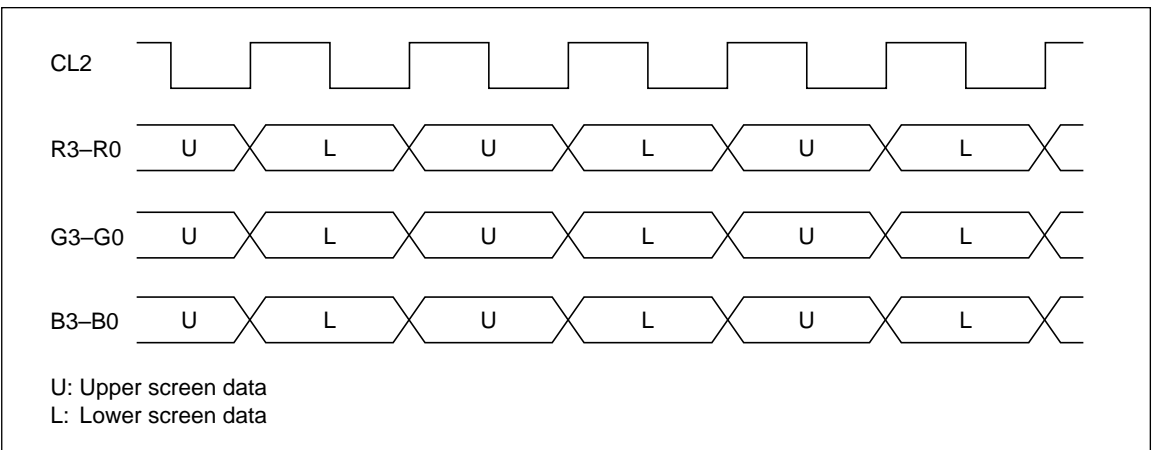 CL2
R3–R0 U L U L U L
G3–G0 U L U L U L
B3–B0 U L U L U L
U: Upper screen data
L: Lower screen data